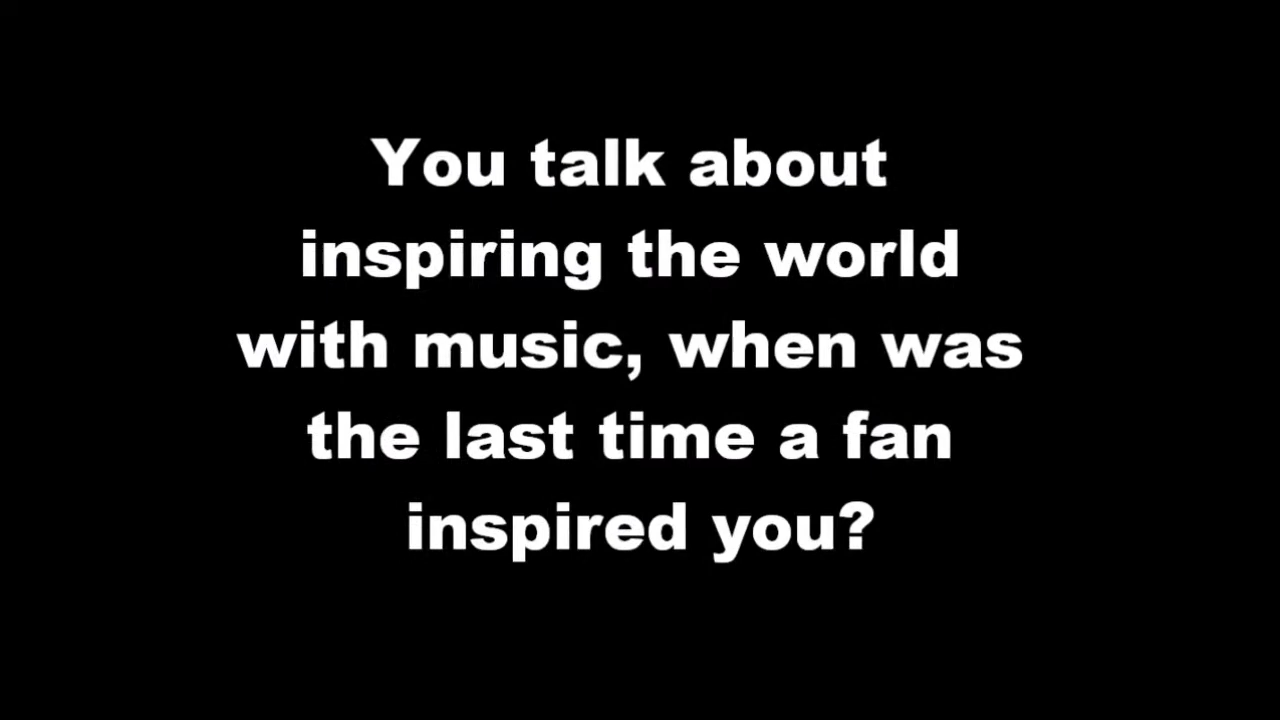 You talk about
inspiring the world
with music, when was
the last time a fan
inspired you?